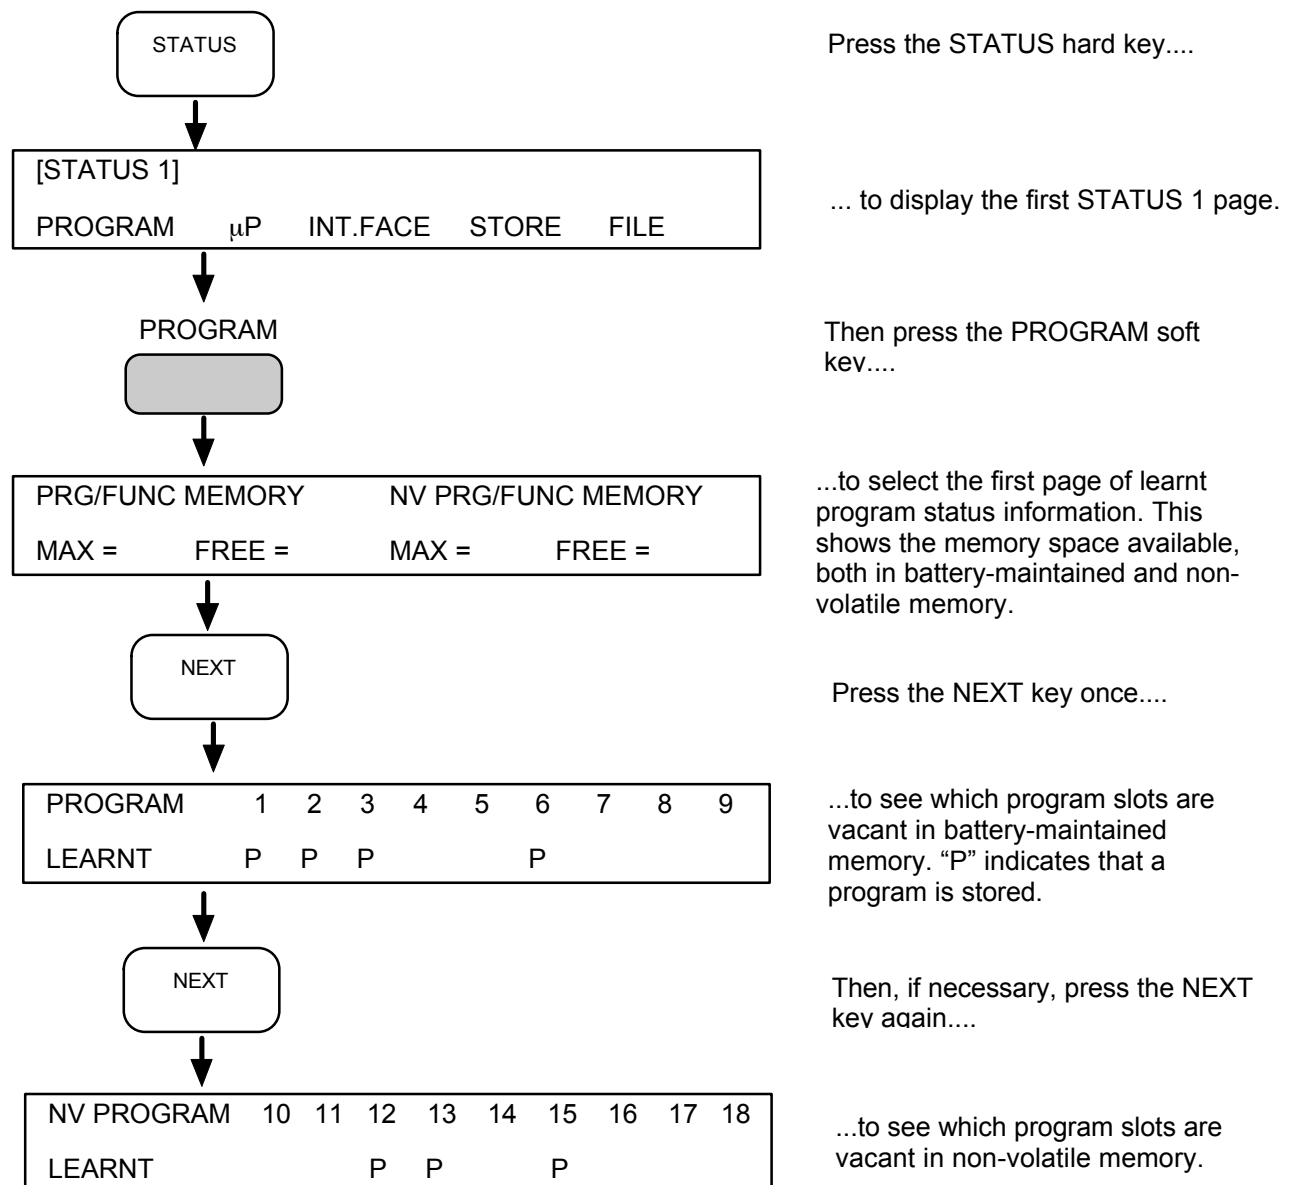 STATUS
Press the STATUS hard key....
[STATUS 1]
PROGRAM μP INT.FACE STORE FILE
... to display the first STATUS 1 page.
PROGRAM
Then press the PROGRAM soft
key....
PRG/FUNC MEMORY NV PRG/FUNC MEMORY
MAX = FREE = MAX = FREE =
...to select the first page of learnt
program status information. This
shows the memory space available,
both in battery-maintained and non-
volatile memory.
NEXT
Press the NEXT key once....
PROGRAM 1 2 3 4 5 6 7 8 9
LEARNT P P P P
...to see which program slots are
vacant in battery-maintained
memory. “P” indicates that a
program is stored.
NEXT
Then, if necessary, press the NEXT
key again....
NV PROGRAM 10 11 12 13 14 15 16 17 18
LEARNT P P P
...to see which program slots are
vacant in non-volatile memory.